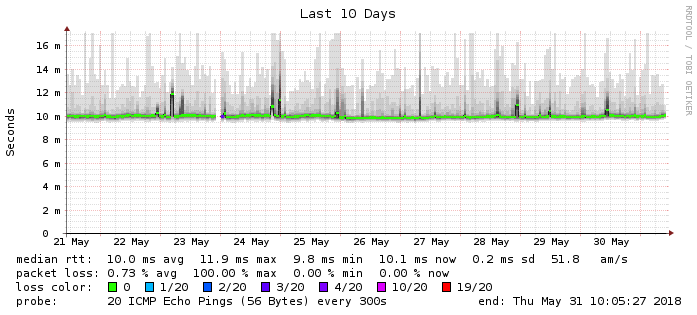 Last 10 Days
RRDTOOL / TOBI OETIKER
Seconds
16 m
14 m
12 m
10 m
8 m
6 m
4 m
2 m
0
21 May 22 May 23 May 24 May 25 May 26 May 27 May 28 May 29 May 30 May
median rtt: 10.0 ms avg 11.9 ms max 9.8 ms min 10.1 ms now 0.2 ms sd 51.8 am/s
packet loss: 0.73 % avg 100.00 % max 0.00 % min 0.00 % now
loss color: 0 1/20 2/20 3/20 4/20 10/20 19/20
probe: 20 ICMP Echo Pings (56 Bytes) every 300s end: Thu May 31 10:05:27 2018